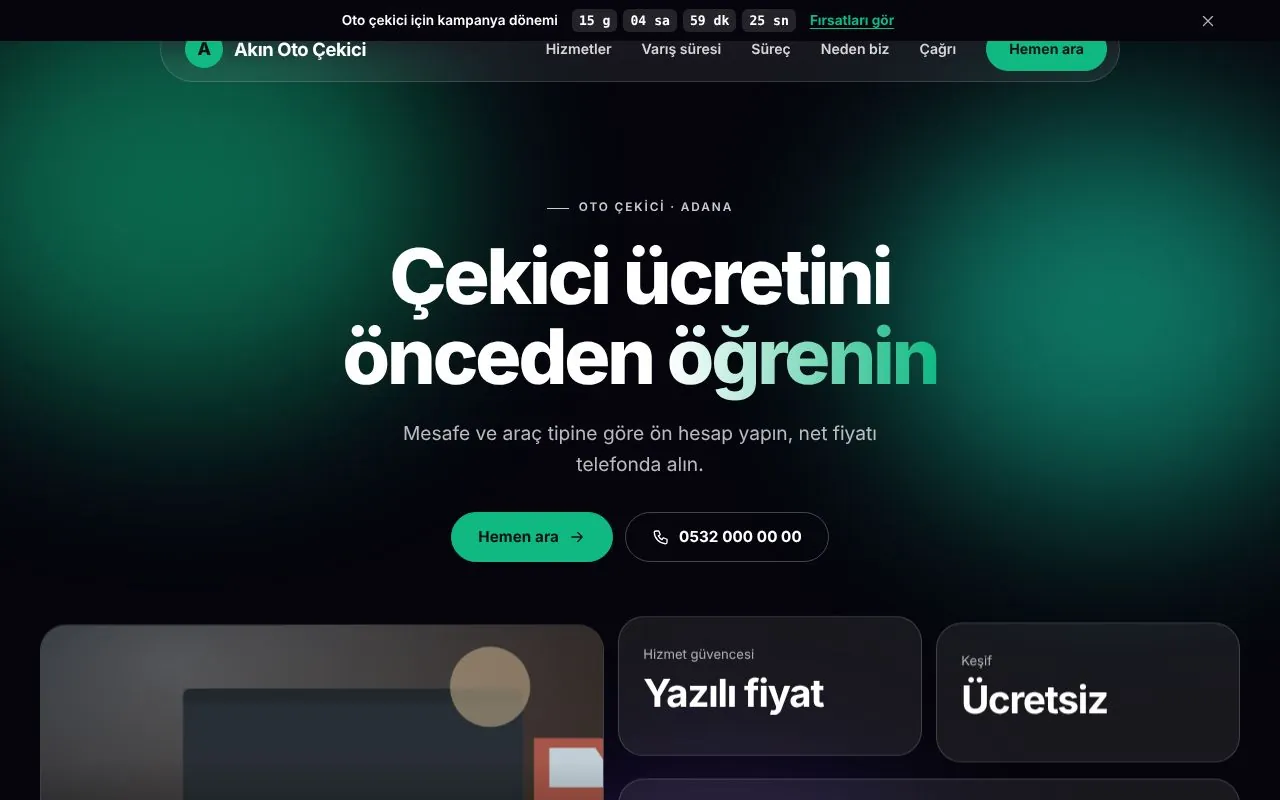 Oto çekici için kampanya dönemi 15 g 04 sa 59 dk 25 sn Fırsatları gör
A Akın Oto Çekici Hizmetler Varış süresi Süreç Neden biz Çağrı Hemen ara
OTO ÇEKİCİ · ADANA
Çekici ücretini
önceden öğrenin
Mesafe ve araç tipine göre ön hesap yapın, net fiyatı
telefonda alın.
Hemen ara → 0532 000 00 00
Hizmet güvencesi
Yazılı fiyat
Keşif
Ücretsiz